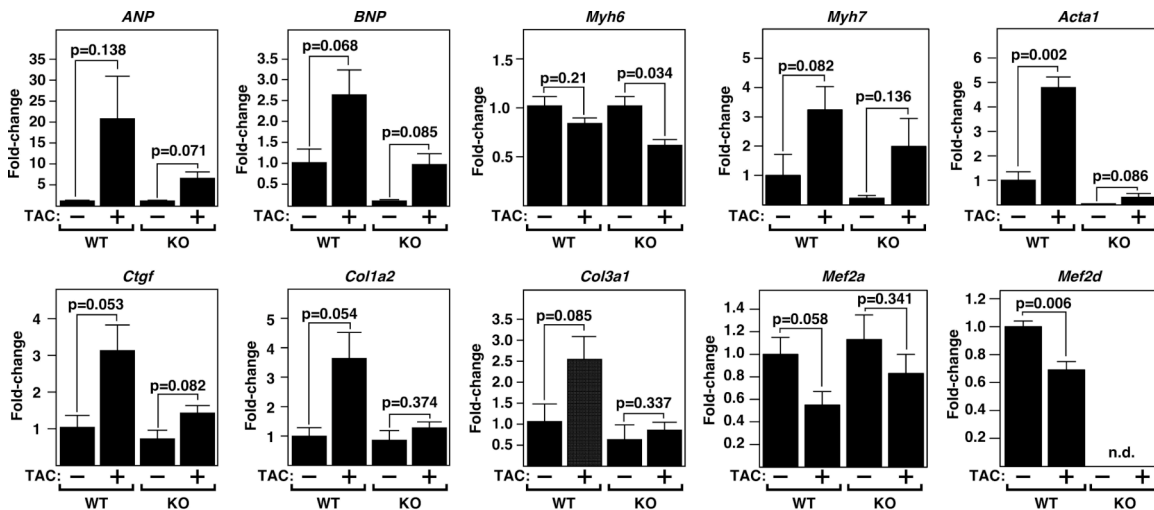 ANP
BNP
Myh6
Myh7
Acta1
Fold-change
35
30
25
20
15
10
5
p=0.138
p=0.071
TAC: − + − +
WT KO
Fold-change
3.5
3.0
2.5
2.0
1.5
1.0
0.5
p=0.068
p=0.085
− + − +
WT KO
Fold-change
1.5
1.0
0.5
p=0.21
p=0.034
− + − +
WT KO
Fold-change
5
4
3
2
1
p=0.082
p=0.136
TAC: − + − +
WT KO
Fold-change
6
5
4
3
2
1
p=0.002
p=0.086
TAC: − + − +
WT KO
Ctgf
Col1a2
Col3a1
Mef2a
Mef2d
Fold-change
4
3
2
1
p=0.053
p=0.082
TAC: − + − +
WT KO
Fold-change
5
4
3
2
1
p=0.054
p=0.374
TAC: − + − +
WT KO
Fold-change
3.5
3.0
2.5
2.0
1.5
1.0
0.5
p=0.085
p=0.337
TAC: − + − +
WT KO
Fold-change
1.4
1.2
1.0
0.8
0.6
0.4
0.2
p=0.058
p=0.341
TAC: − + − +
WT KO
Fold-change
1.2
1.0
0.8
0.6
0.4
0.2
p=0.006
n.d.
TAC: − + − +
WT KO